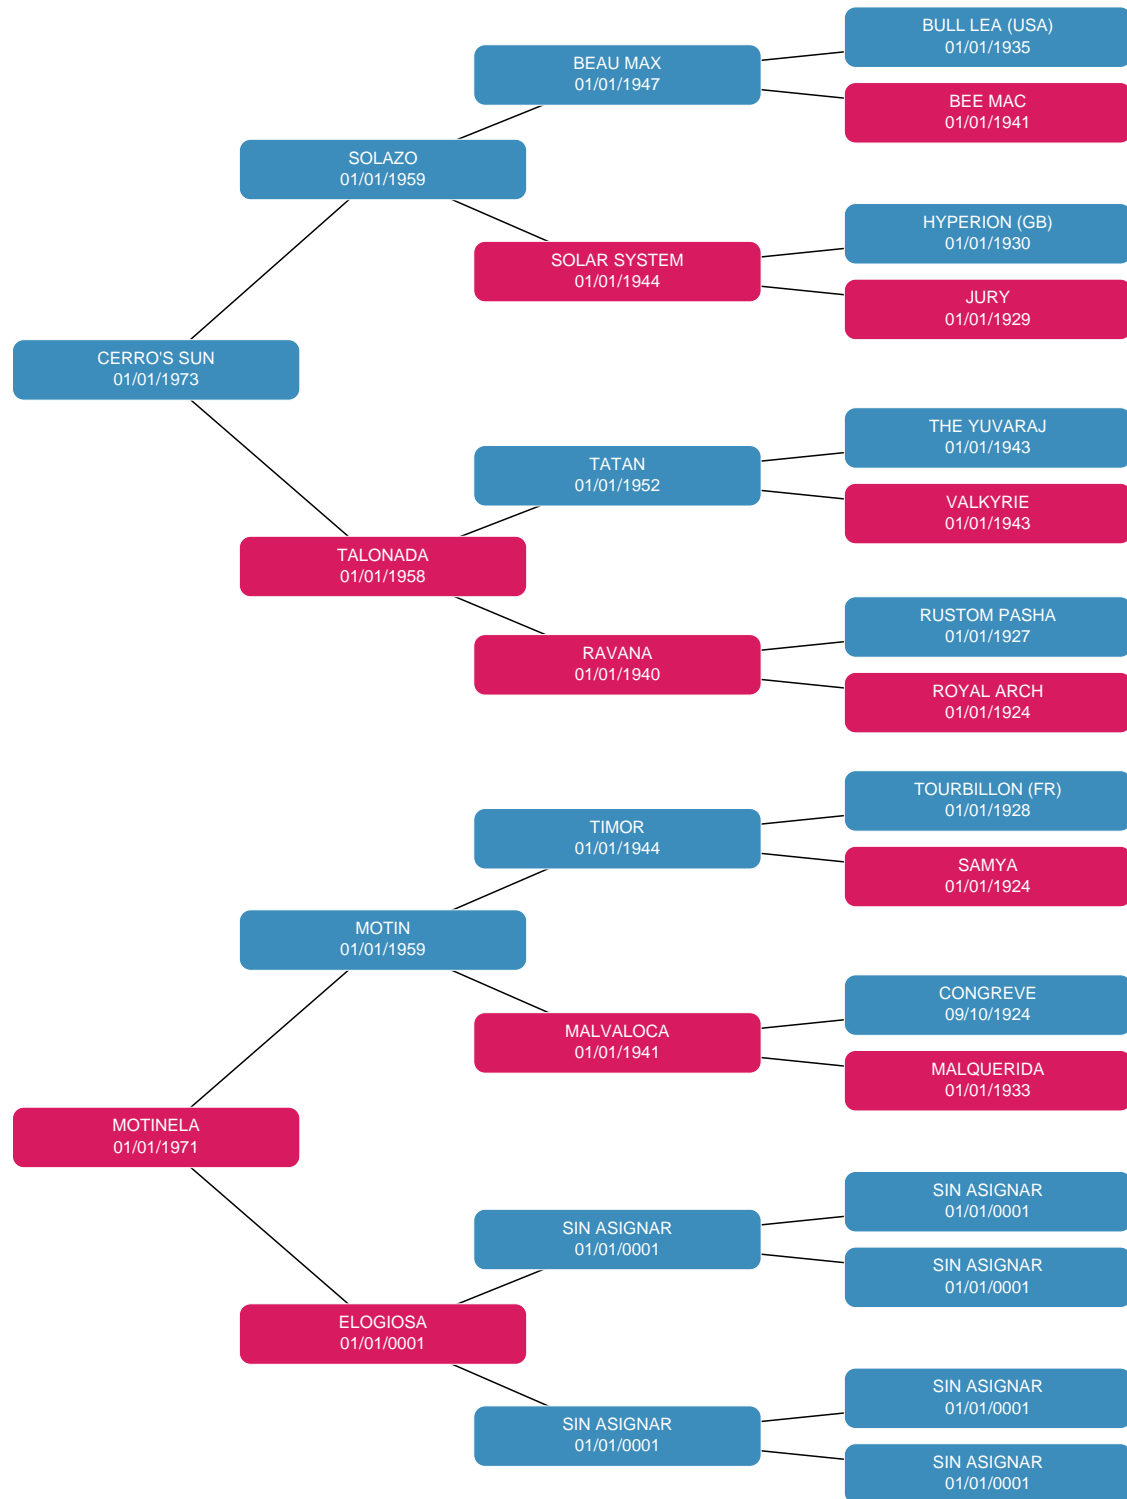 BULL LEA (USA)
01/01/1935
BEAU MAX
01/01/1947
BEE MAC
01/01/1941
SOLAZO
01/01/1959
HYPERION (GB)
01/01/1930
SOLAR SYSTEM
01/01/1944
JURY
01/01/1929
CERRO'S SUN
01/01/1973
THE YUVARAJ
01/01/1943
TATAN
01/01/1952
VALKYRIE
01/01/1943
TALONADA
01/01/1958
RUSTOM PASHA
01/01/1927
RAVANA
01/01/1940
ROYAL ARCH
01/01/1924
TOURBILLON (FR)
01/01/1928
TIMOR
01/01/1944
SAMYA
01/01/1924
MOTIN
01/01/1959
CONGREVE
09/10/1924
MALVALOCA
01/01/1941
MALQUERIDA
01/01/1933
MOTINELA
01/01/1971
SIN ASIGNAR
01/01/0001
SIN ASIGNAR
01/01/0001
SIN ASIGNAR
01/01/0001
ELOGIOSA
01/01/0001
SIN ASIGNAR
01/01/0001
SIN ASIGNAR
01/01/0001
SIN ASIGNAR
01/01/0001